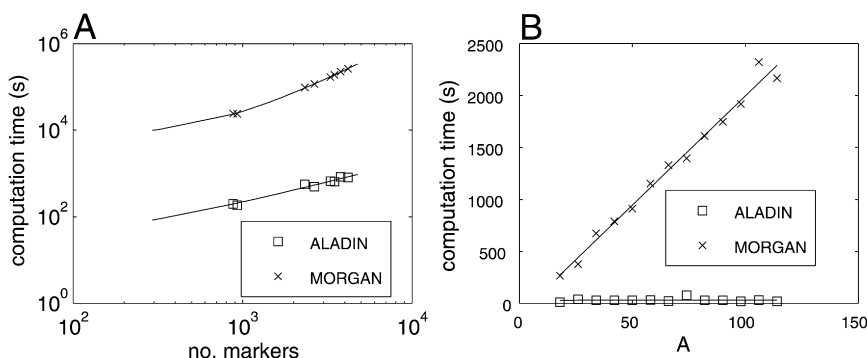 A
computation time (s)
10^6
10^4
10^2
10^0
10^2
10^3
10^4
no. markers
ALADIN
MORGAN
B
computation time (s)
2500
2000
1500
1000
500
0
0
50
100
150
A
ALADIN
MORGAN